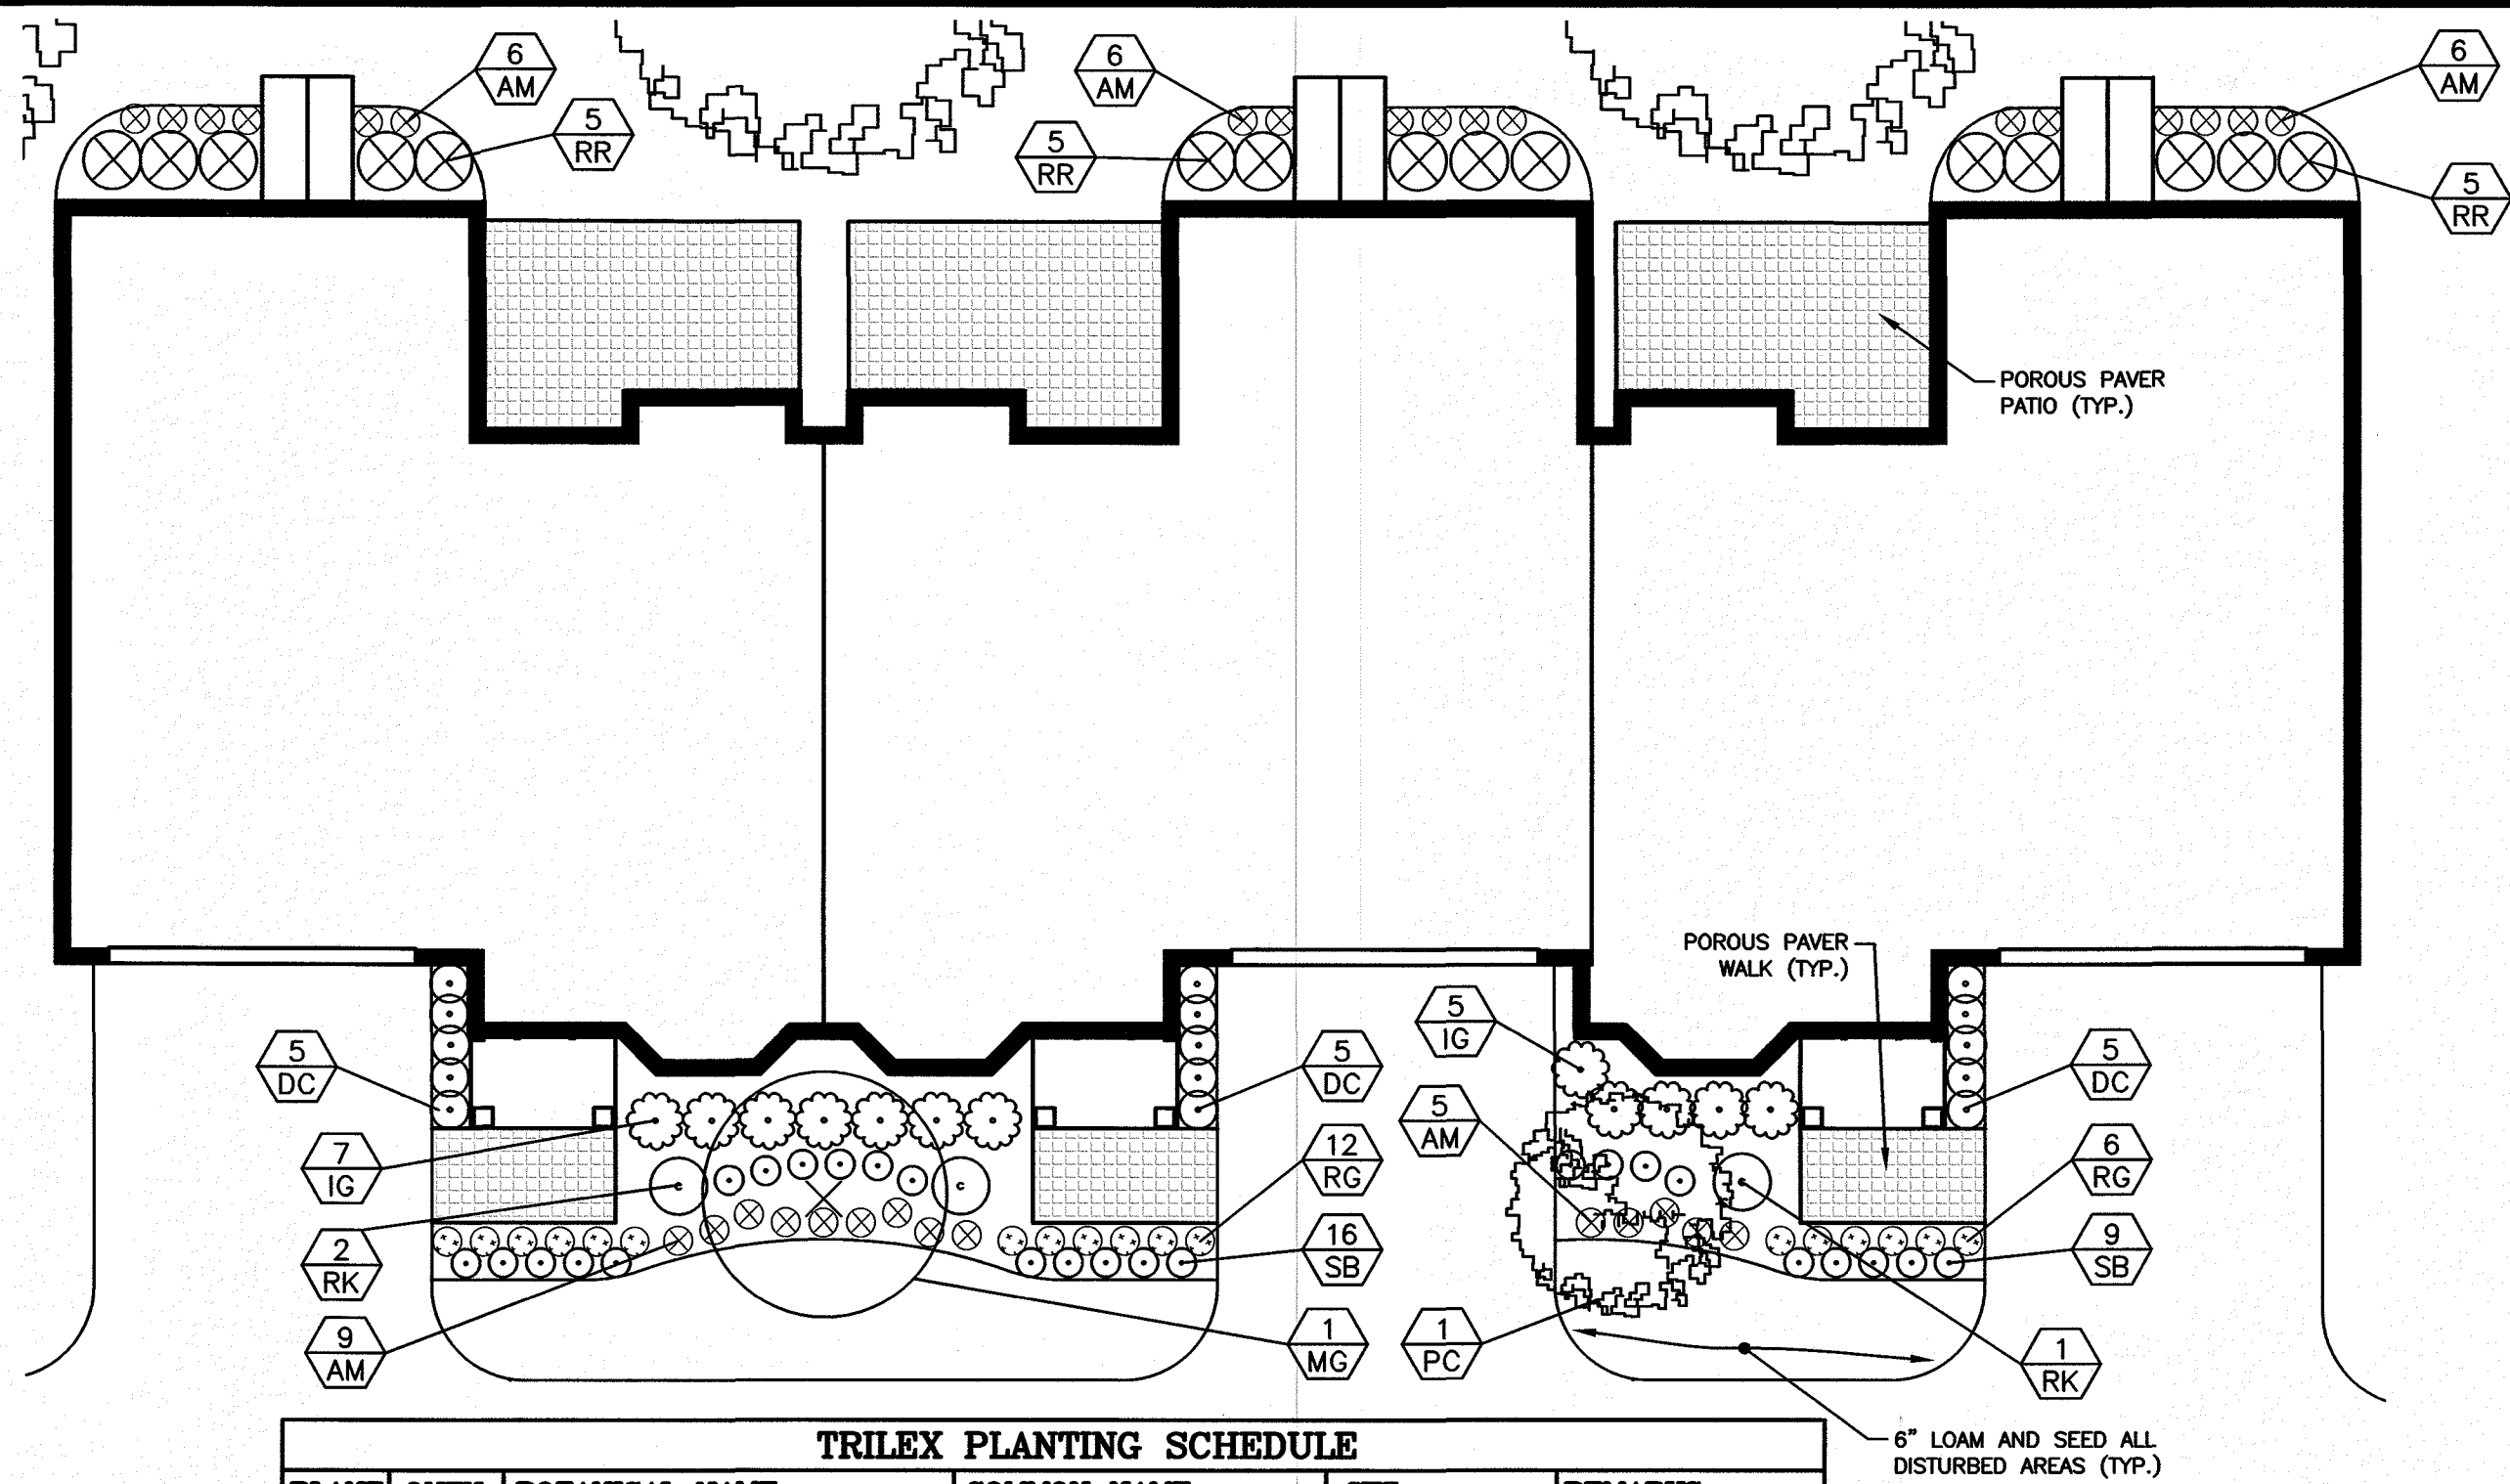 6
AM
6
AM
6
AM
5
RR
5
RR
5
RR
POROUS PAVER
PATIO (TYP.)
POROUS PAVER
WALK (TYP.)
5
IG
5
DC
5
DC
5
DC
5
AM
7
IG
12
RG
6
RG
2
RK
16
SB
9
SB
9
AM
1
MG
1
PC
1
RK
6" LOAM AND SEED ALL
DISTURBED AREAS (TYP.)
TRILEX PLANTING SCHEDULE